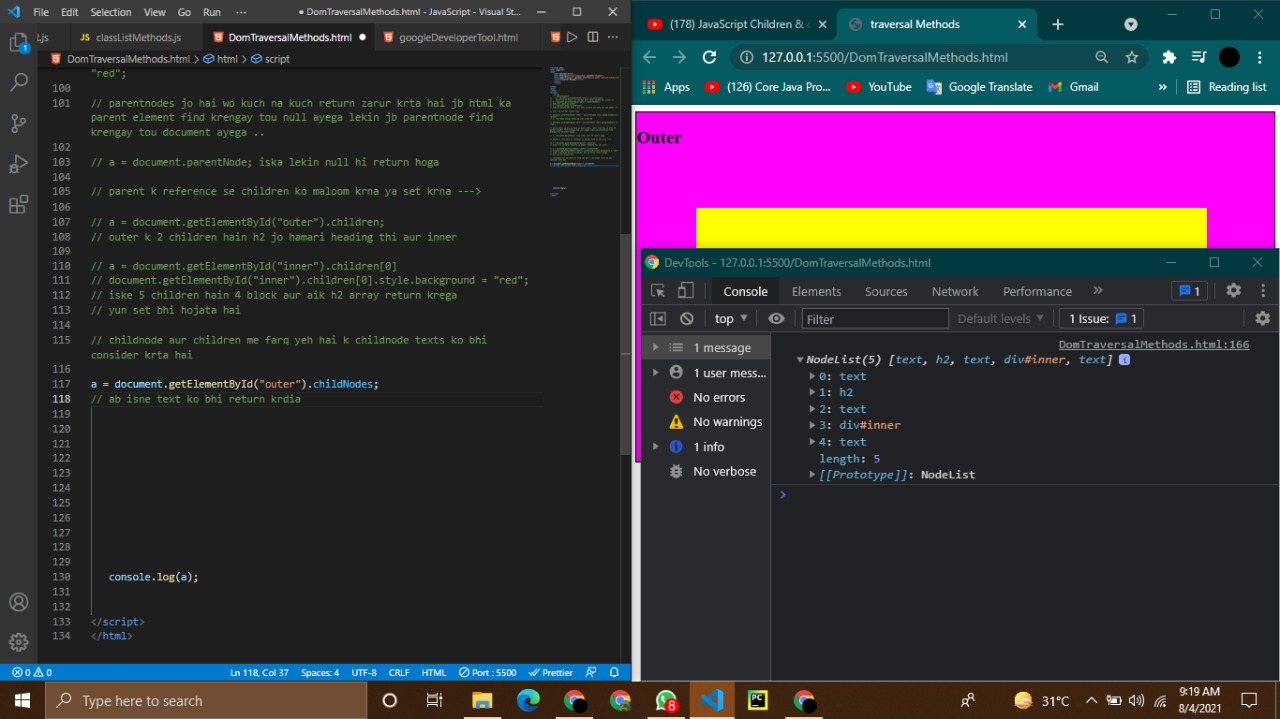 File Edit Selection View Go Run ··· ● DomTraversalMethods.html - JavaScript - Visual St...
t.js JS classListMethods.js DomTraversalMethods.html ● googleDeveloperTool.html ···
DomTraversalMethods.html > html > script
"red";
100
101 // parentnodes jo hai wo kuch na kuch return zarur krta hai jb html ka
parent element find krengay tou null ayega lekin jb parentnode find
krengay tou document ayega ..
102
103 // a = document.parentNode; iska lekin null hi return hoga
104
105 // parent k reference se children ko maloom krna ya set krna --->
106
107 // a = document.getElementById("outer").children;
108 // outer k 2 children hain h2 jo hamari heading thi aur inner
109
110 // a = document.getElementById("inner").children[0]
111 // document.getElementById("inner").children[0].style.background = "red";
112 // iske 5 children hain 4 block aur aik h2 array return krega
113 // yun set bhi hojata hai
114
115 // childnode aur children me farq yeh hai k childnode texts ko bhi
consider krta hai
116
117 a = document.getElementById("outer").childNodes;
118 // ab isne text ko bhi return krdia
119
120
121
122
123
124
125
126
127
128
129
130 console.log(a);
131
132
133 </script>
134 </html>
1
0 0 Ln 118, Col 37 Spaces: 4 UTF-8 CRLF HTML Port : 5500 Prettier
(178) JavaScript Children & traversal Methods
127.0.0.1:5500/DomTraversalMethods.html
Apps (126) Core Java Pro... YouTube Google Translate Gmail » Reading list
Outer
DevTools - 127.0.0.1:5500/DomTraversalMethods.html
Console Elements Sources Network Performance » 1
top Filter Default levels 1 Issue: 1
1 message
1 user mess...
No errors
No warnings
1 info
No verbose
DomTraversalMethods.html:166
NodeList(5) [text, h2, text, div#inner, text] i
0: text
1: h2
2: text
3: div#inner
4: text
length: 5
[[Prototype]]: NodeList
Type here to search
8
PC
31°C
9:19 AM
8/4/2021